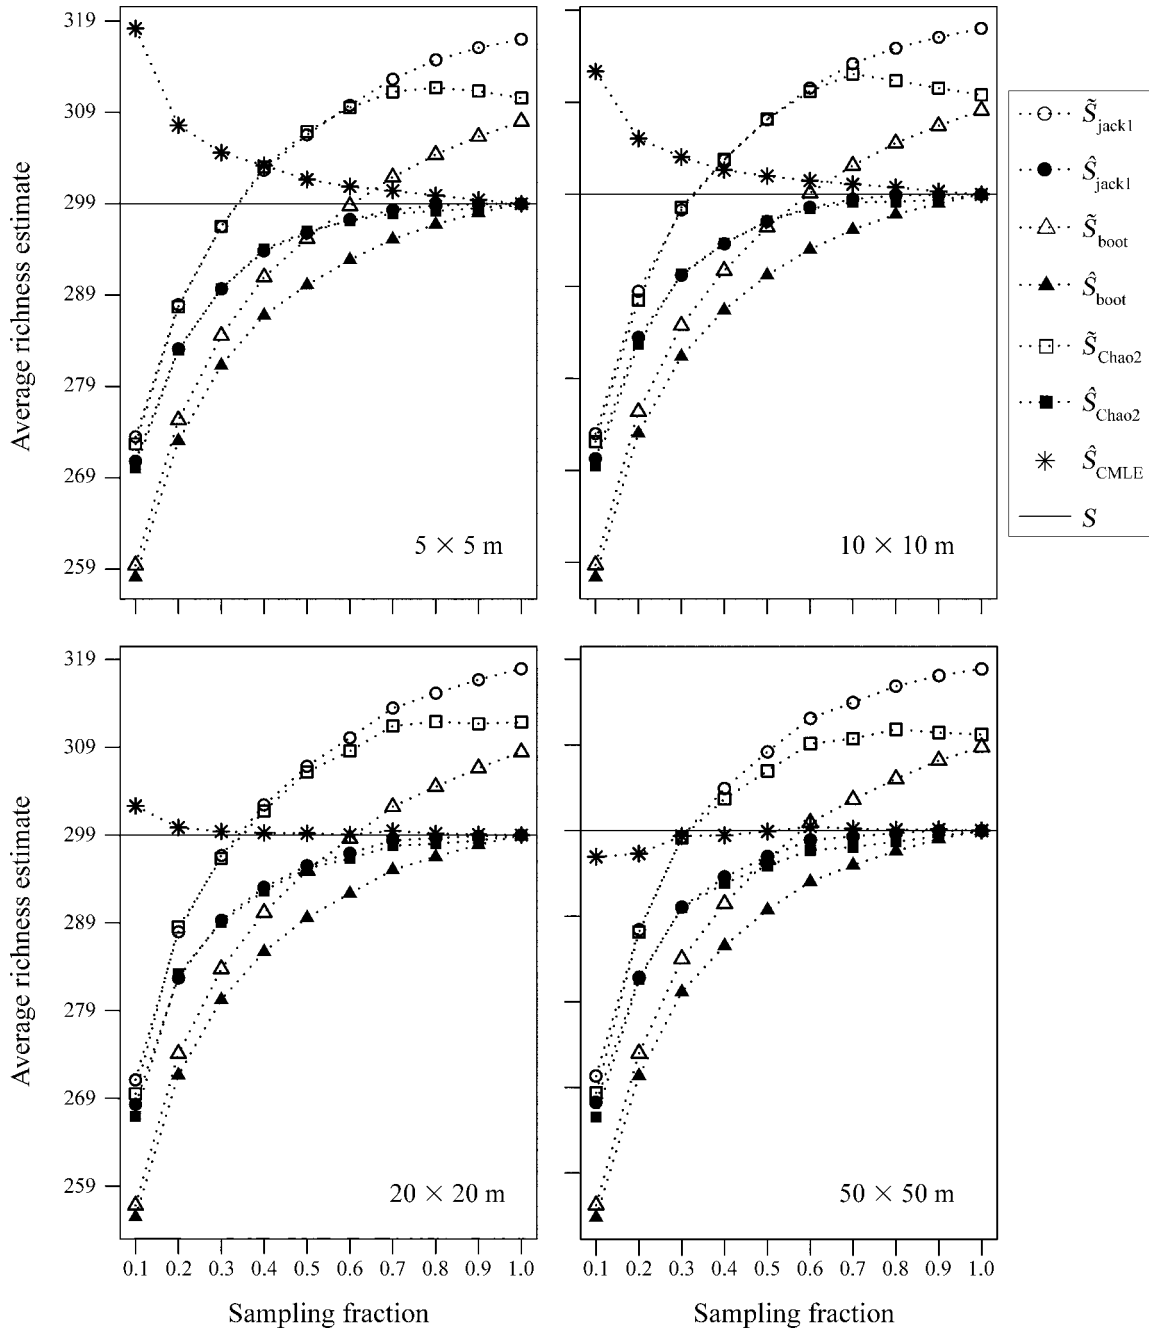 319
309
299
289
279
269
259
Average richness estimate
5 × 5 m
10 × 10 m
S̃jack1
Ŝjack1
S̃boot
Ŝboot
S̃Chao2
ŜChao2
ŜCMLE
S
319
309
299
289
279
269
259
Average richness estimate
20 × 20 m
50 × 50 m
0.1 0.2 0.3 0.4 0.5 0.6 0.7 0.8 0.9 1.0
0.1 0.2 0.3 0.4 0.5 0.6 0.7 0.8 0.9 1.0
Sampling fraction
Sampling fraction